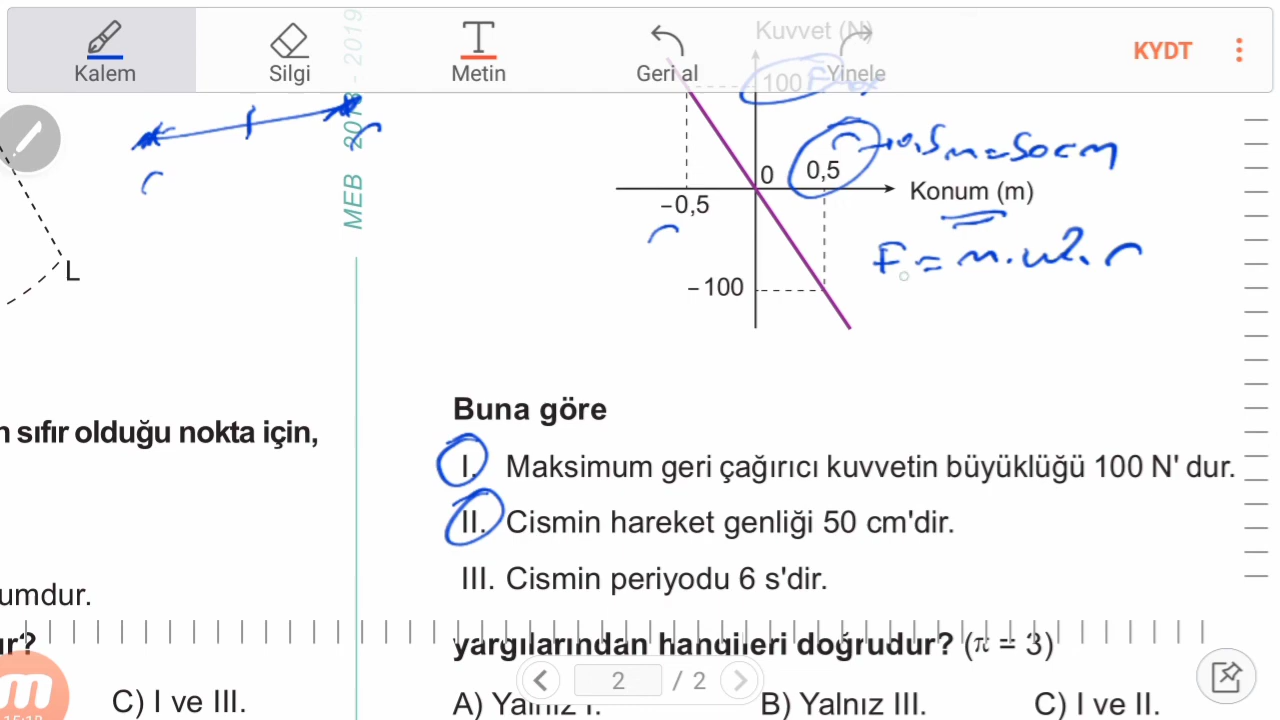 Kalem
Silgi
Metin
Geri al
Yinele
KYDT
Kuvvet (N)
100 Fmax
MEB 2018 - 2019
r
r
0
0,5
r = 0.5m = 50cm
-0,5
r
Konum (m)
F = m.w².r
-100
L
n sıfır olduğu nokta için,
umdur.
ır?
C) I ve III.
Buna göre
I. Maksimum geri çağırıcı kuvvetin büyüklüğü 100 N' dur.
II. Cismin hareket genliği 50 cm'dir.
III. Cismin periyodu 6 s'dir.
yargılarından hangileri doğrudur? (π = 3)
A) Yalnız I.
B) Yalnız III.
C) I ve II.
2 / 2
m